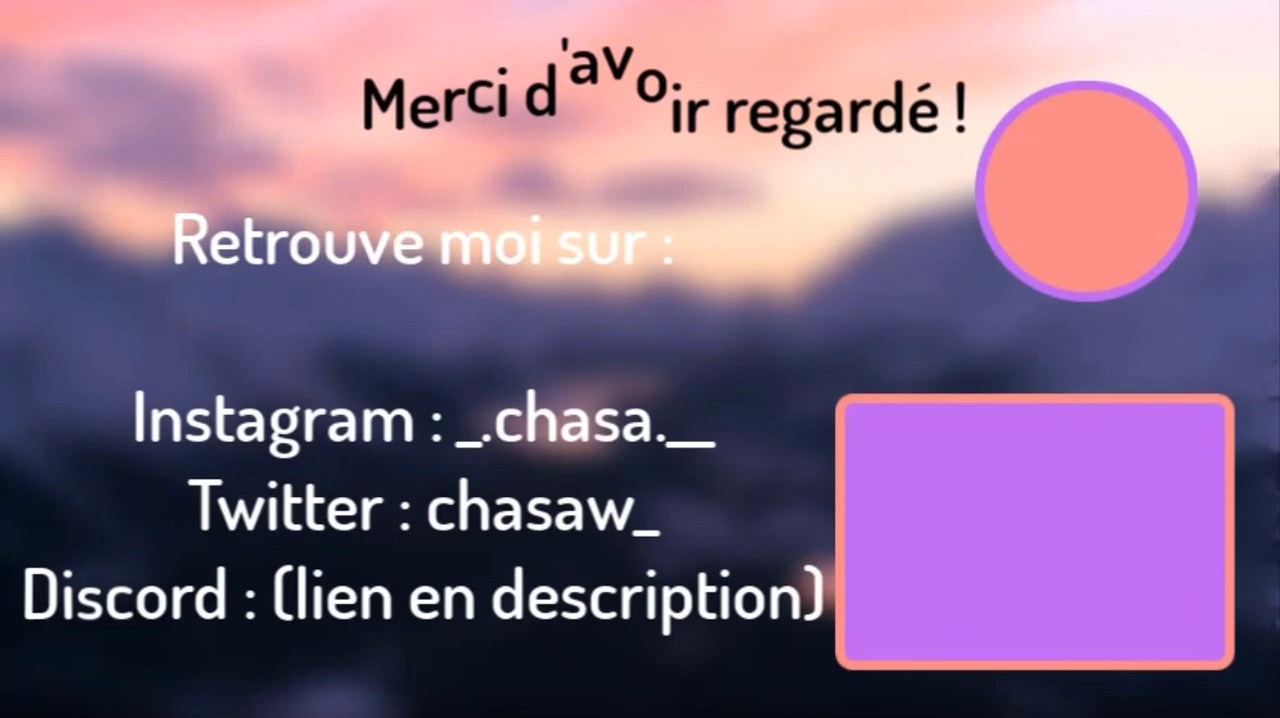 Merci d'avoir regardé !
Retrouve moi sur :
Instagram : _.chasa.__
Twitter : chasaw_
Discord : (lien en description)